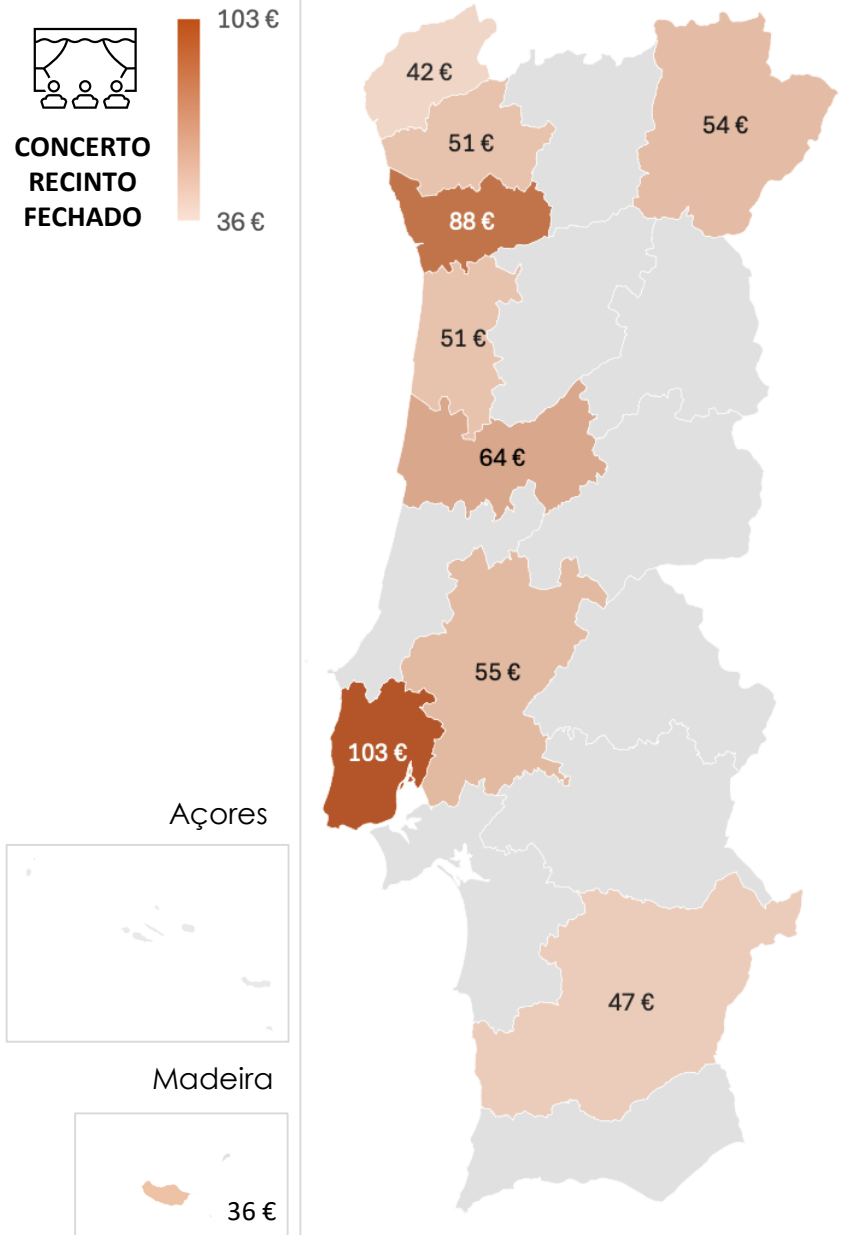 103 €
CONCERTO
RECINTO
FECHADO
36 €
42 €
51 €
54 €
88 €
51 €
64 €
55 €
103 €
Açores
47 €
Madeira
36 €